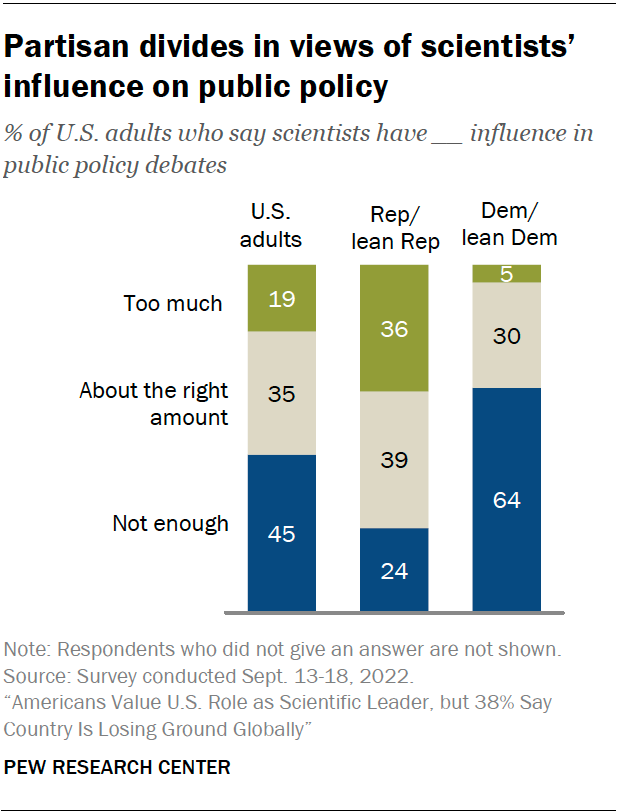 Partisan divides in views of scientists’
influence on public policy
% of U.S. adults who say scientists have __ influence in
public policy debates
U.S.
adults
Rep/
lean Rep
Dem/
lean Dem
Too much
19
36
5
About the right
amount
35
39
30
Not enough
45
24
64
Note: Respondents who did not give an answer are not shown.
Source: Survey conducted Sept. 13-18, 2022.
“Americans Value U.S. Role as Scientific Leader, but 38% Say
Country Is Losing Ground Globally”
PEW RESEARCH CENTER